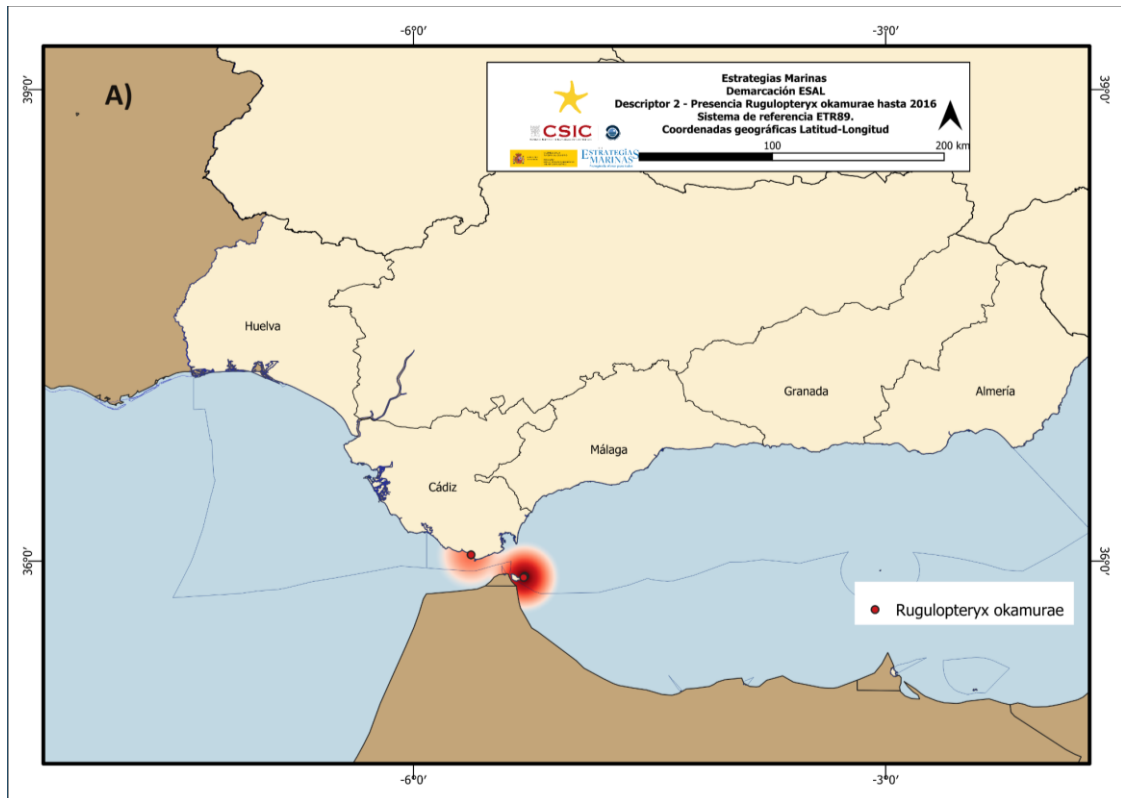 -6°0'
-3°0'
39°0'
39°0'
A)
Estrategias Marinas
Demarcación ESAL
Descriptor 2 - Presencia Rugulopteryx okamurae hasta 2016
Sistema de referencia ETR89.
Coordenadas geográficas Latitud-Longitud
CSIC
ESTRATEGIAS
MARINAS
100
200 km
Huelva
Granada
Almería
Málaga
Cádiz
36°0'
36°0'
Rugulopteryx okamurae
-6°0'
-3°0'